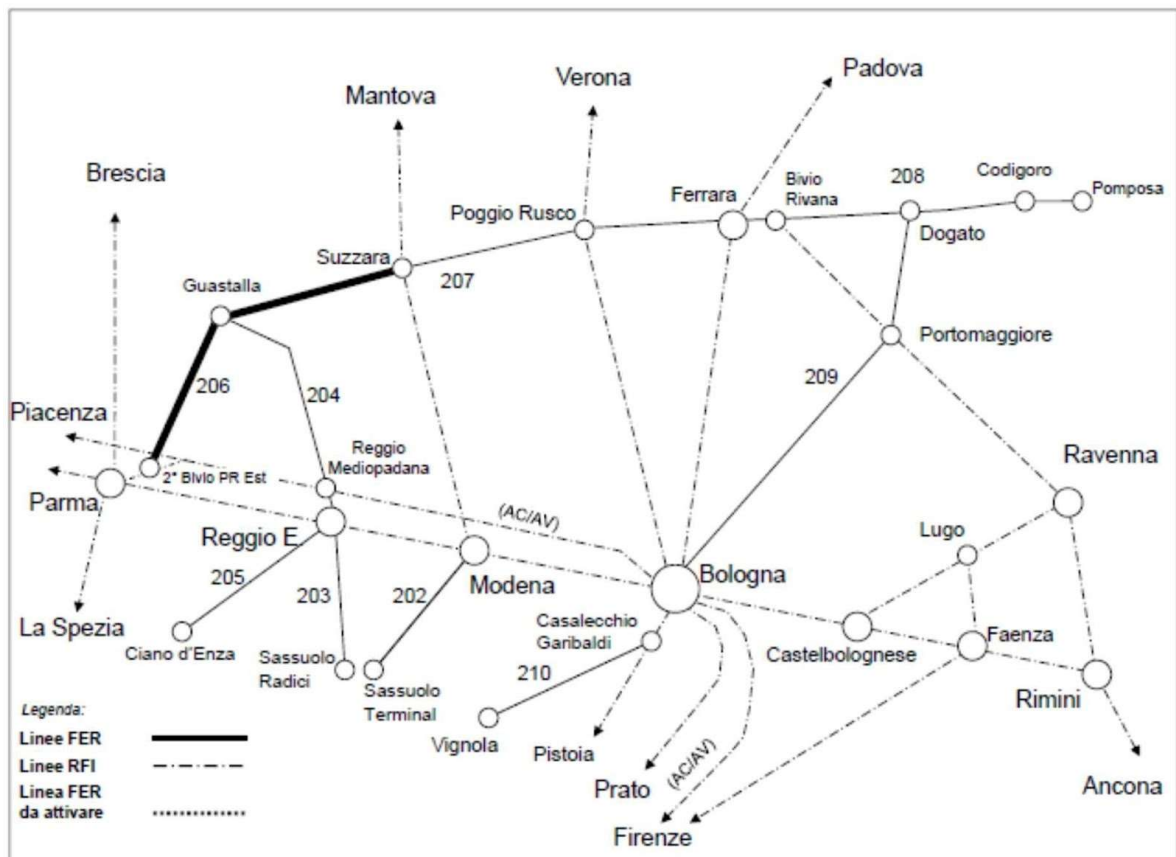 Padova
Verona
Mantova
Brescia
Ferrara
Bivio
Rivana
208
Codigoro
Pomposa
Poggio Rusco
Dogato
Suzzara
207
Guastalla
Portomaggiore
206
204
209
Piacenza
Reggio
Mediopadana
Ravenna
2° Bivio PR Est
Parma
(AC/AV)
Reggio E.
Lugo
205
203
202
Modena
Bologna
La Spezia
Ciano d'Enza
Casalecchio
Garibaldi
Castelbolognese
Faenza
Sassuolo
Radici
Sassuolo
Terminal
210
Rimini
Vignola
Pistoia
(AC/AV)
Prato
Ancona
Firenze
Legenda:
Linee FER
Linee RFI
Linea FER
da attivare